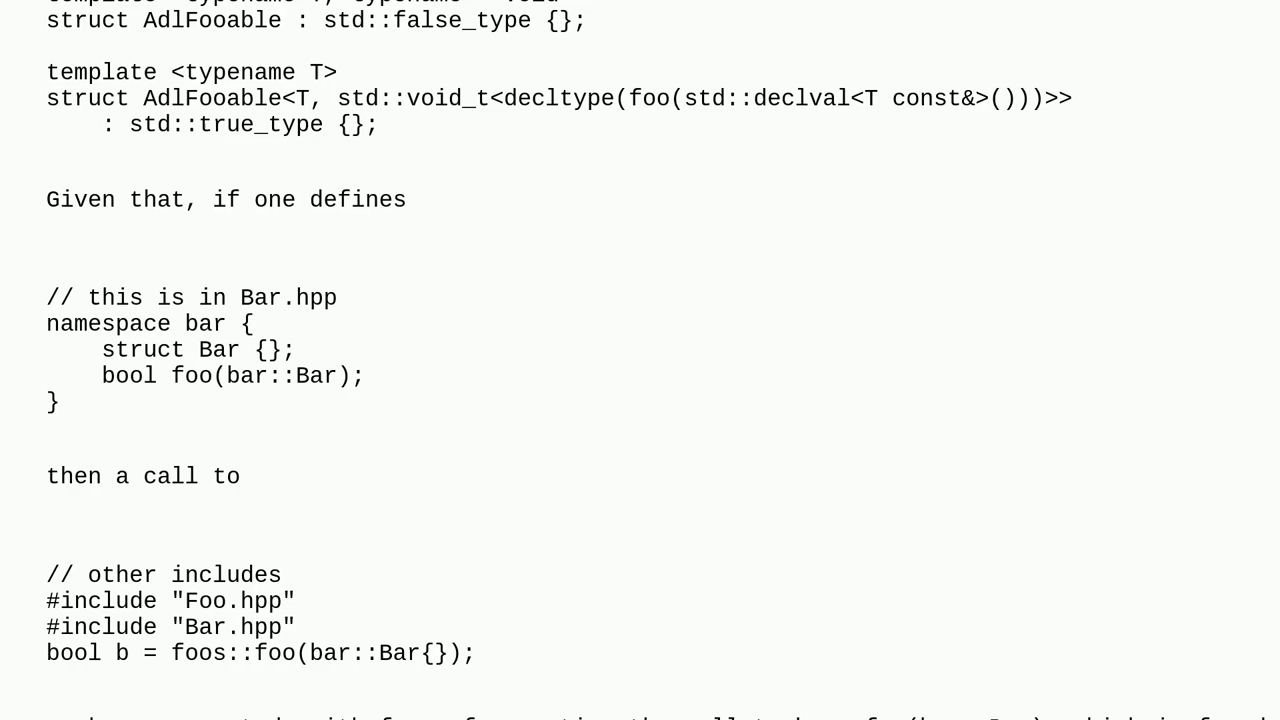 struct AdlFooable : std::false_type {};
template <typename T>
struct AdlFooable<T, std::void_t<decltype(foo(std::declval<T const&>()))>>
: std::true_type {};
Given that, if one defines
// this is in Bar.hpp
namespace bar {
struct Bar {};
bool foo(bar::Bar);
}
then a call to
// other includes
#include "Foo.hpp"
#include "Bar.hpp"
bool b = foos::foo(bar::Bar{});